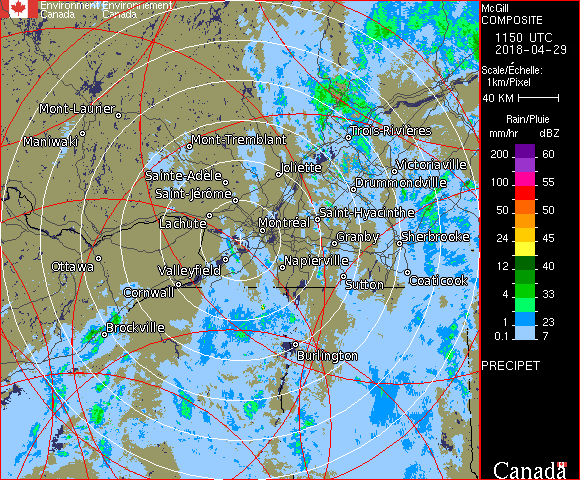 Environment Environnement
Canada Canada
McGill
COMPOSITE
1150 UTC
2018-04-29
Scale/Échelle:
1km/Pixel
40 KM
Rain/Pluie
mm/hr dBZ
200 60
100 55
50 50
24 45
12 40
4 33
2 23
0.1 7
PRECIPET
Canada
Mont-Laurier
Maniwaki
Mont-Tremblant
Trois-Rivières
Joliette
Victoriaville
Sainte-Adèle
Drummondville
Saint-Jérôme
Saint-Hyacinthe
Lachute
Montréal
Granby
Sherbrooke
Ottawa
Valleyfield
Napierville
Coaticook
Sutton
Cornwall
Brockville
Burlington